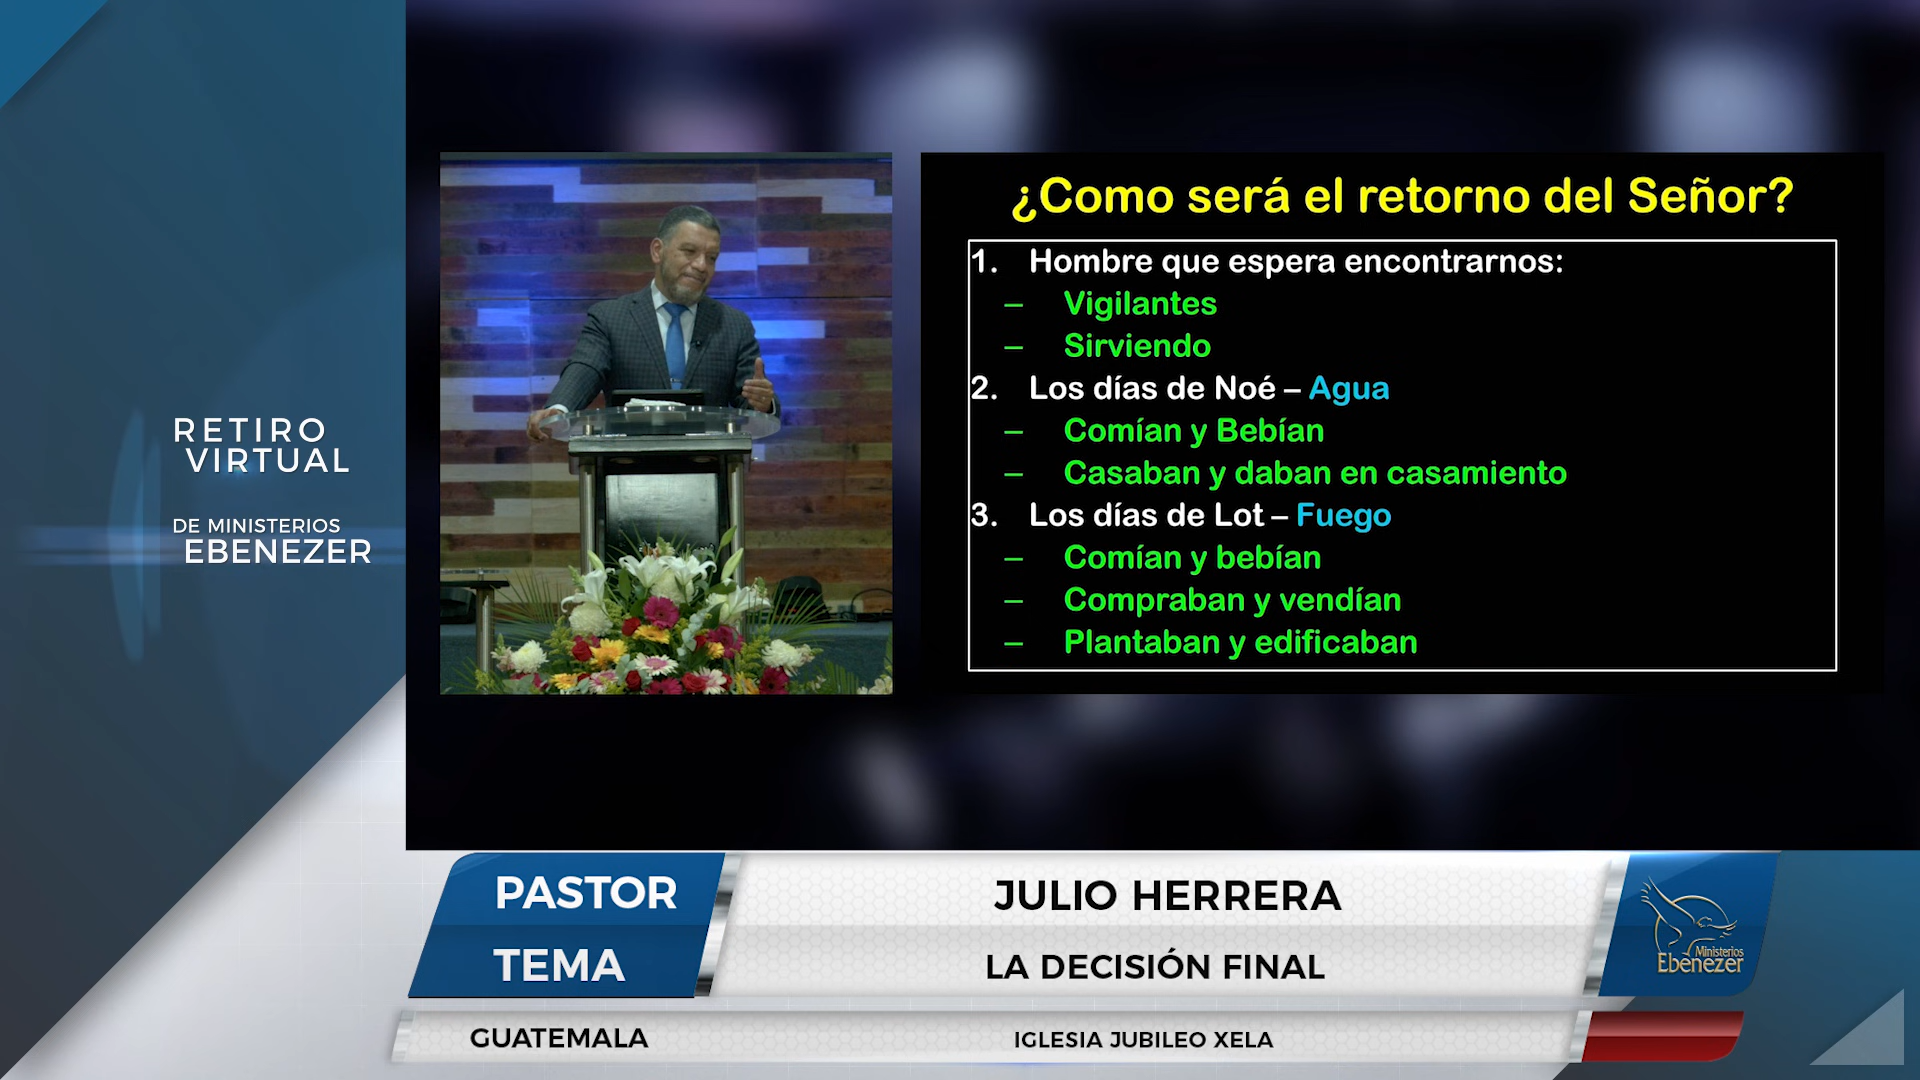 RETIRO
VIRTUAL
DE MINISTERIOS
EBENEZER
¿Como será el retorno del Señor?
1. Hombre que espera encontrarnos:
– Vigilantes
– Sirviendo
2. Los días de Noé – Agua
– Comían y Bebían
– Casaban y daban en casamiento
3. Los días de Lot – Fuego
– Comían y bebían
– Compraban y vendían
– Plantaban y edificaban
PASTOR JULIO HERRERA
TEMA LA DECISIÓN FINAL
Ministerios
Ebenezer
GUATEMALA IGLESIA JUBILEO XELA